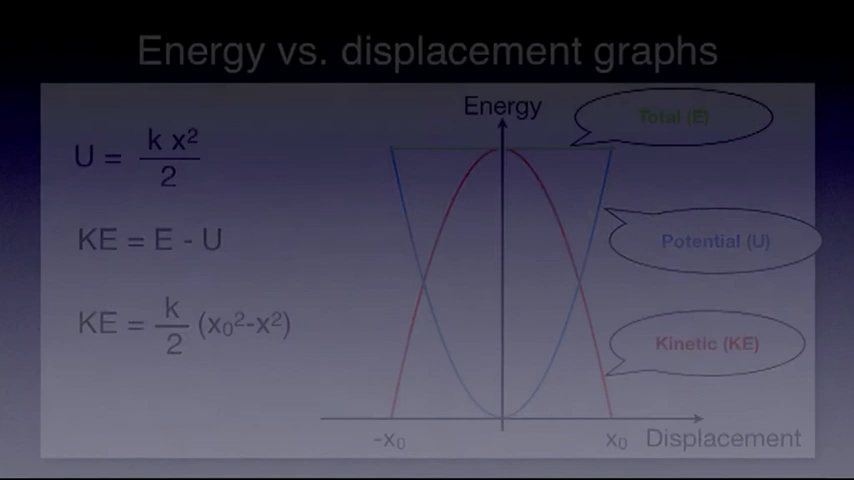 Energy vs. displacement graphs
U = k x² / 2
KE = E - U
KE = k / 2 (x₀²-x²)
Energy
Total (E)
Potential (U)
Kinetic (KE)
-x₀
x₀
Displacement